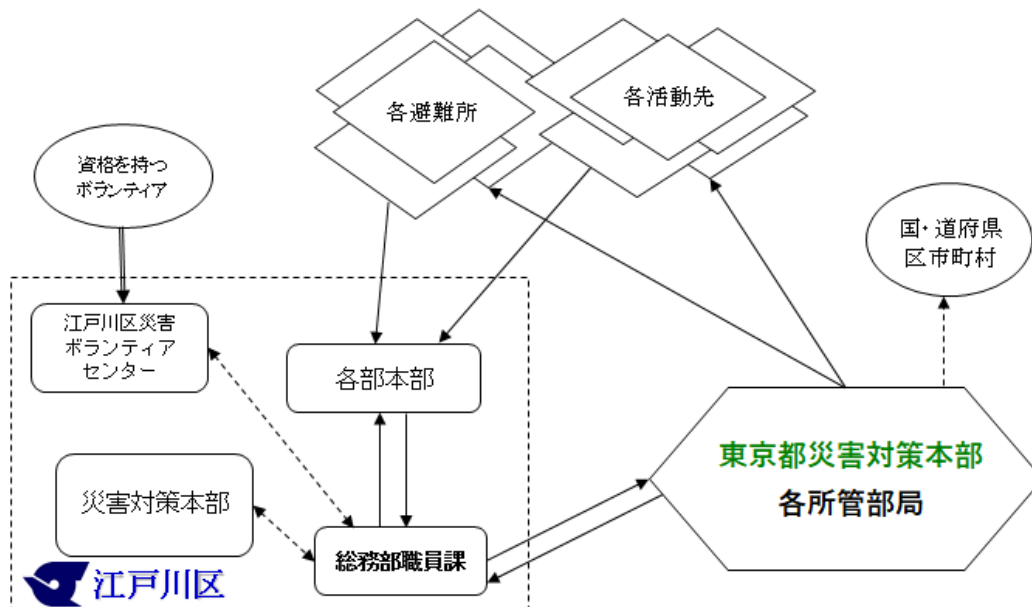 各避難所
各活動先
資格を持つ
ボランティア
国・道府県
区市町村
江戸川区災害
ボランティア
センター
各部本部
東京都災害対策本部
各所管部局
災害対策本部
総務部職員課
江戸川区